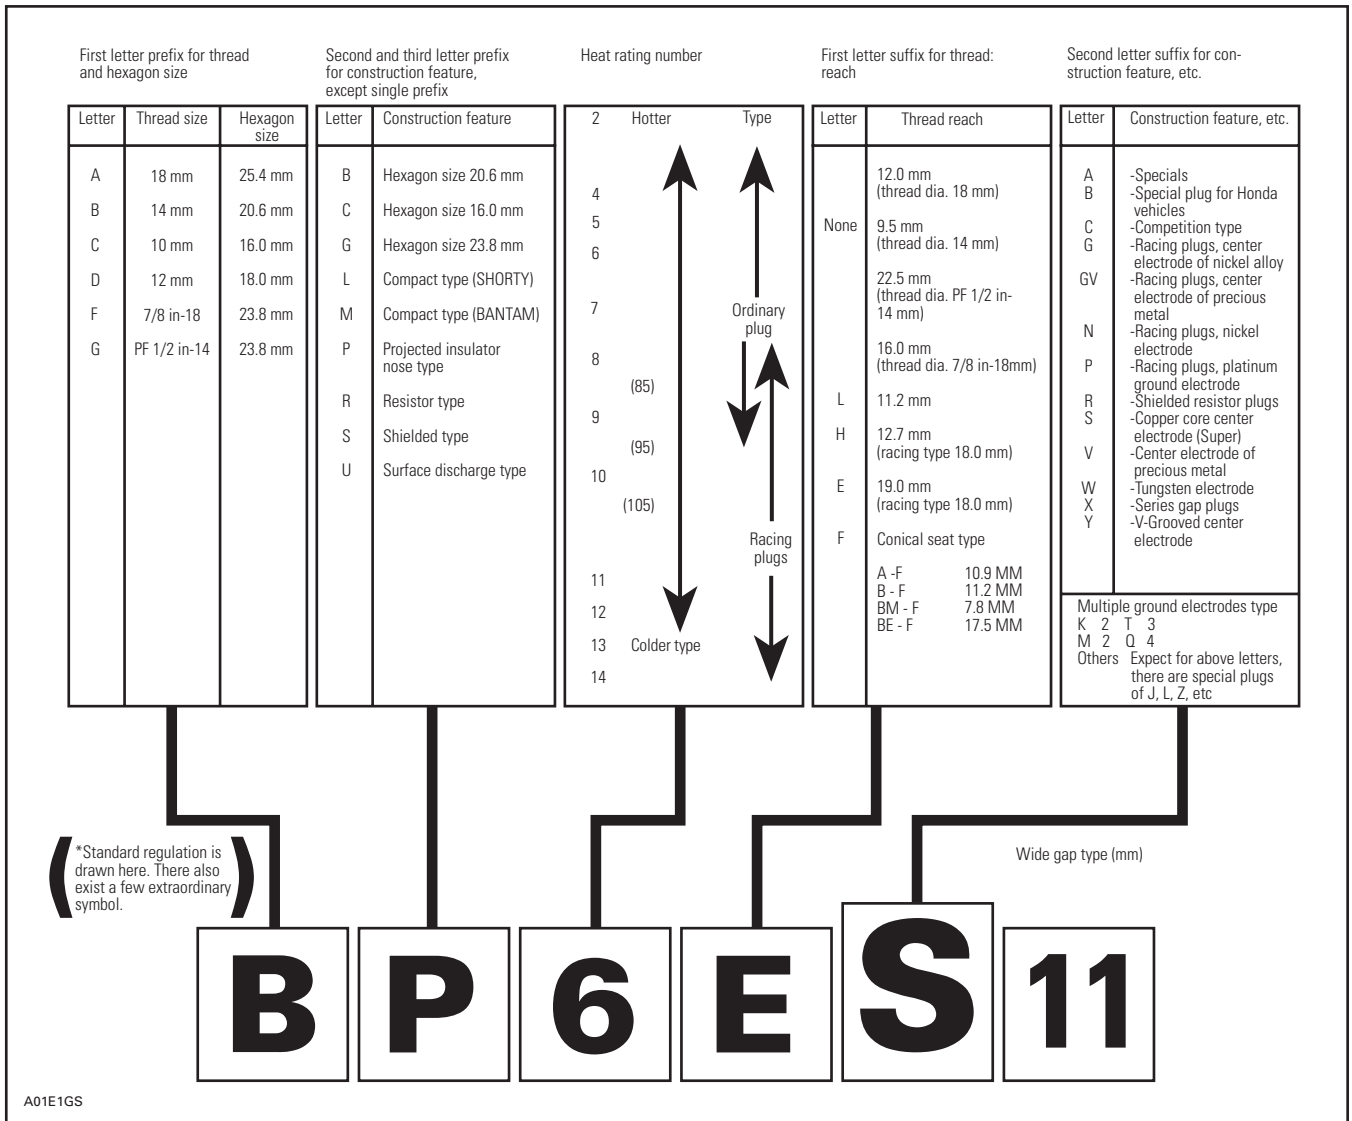 First letter prefix for thread
and hexagon size
Letter Thread size Hexagon
size
A 18 mm 25.4 mm
B 14 mm 20.6 mm
C 10 mm 16.0 mm
D 12 mm 18.0 mm
F 7/8 in-18 23.8 mm
G PF 1/2 in-14 23.8 mm
Second and third letter prefix
for construction feature,
except single prefix
Letter Construction feature
B Hexagon size 20.6 mm
C Hexagon size 16.0 mm
G Hexagon size 23.8 mm
L Compact type (SHORTY)
M Compact type (BANTAM)
P Projected insulator
nose type
R Resistor type
S Shielded type
U Surface discharge type
Heat rating number
2 Hotter Type
4
5
6
7
Ordinary
plug
8
(85)
9
(95)
10
(105)
Racing
plugs
11
12
13 Colder type
14
First letter suffix for thread:
reach
Letter Thread reach
12.0 mm
(thread dia. 18 mm)
None 9.5 mm
(thread dia. 14 mm)
22.5 mm
(thread dia. PF 1/2 in-
14 mm)
16.0 mm
(thread dia. 7/8 in-18mm)
L 11.2 mm
H 12.7 mm
(racing type 18.0 mm)
E 19.0 mm
(racing type 18.0 mm)
F Conical seat type
A -F 10.9 MM
B - F 11.2 MM
BM - F 7.8 MM
BE - F 17.5 MM
Second letter suffix for con-
struction feature, etc.
Letter Construction feature, etc.
A -Specials
B -Special plug for Honda
vehicles
C -Competition type
G -Racing plugs, center
electrode of nickel alloy
GV -Racing plugs, center
electrode of precious
metal
N -Racing plugs, nickel
electrode
P -Racing plugs, platinum
ground electrode
R -Shielded resistor plugs
S -Copper core center
electrode (Super)
V -Center electrode of
precious metal
W -Tungsten electrode
X -Series gap plugs
Y -V-Grooved center
electrode
Multiple ground electrodes type
K 2 T 3
M 2 Q 4
Others Expect for above letters,
there are special plugs
of J, L, Z, etc
*Standard regulation is
drawn here. There also
exist a few extraordinary
symbol.
Wide gap type (mm)
B P 6 E S 11
A01E1GS